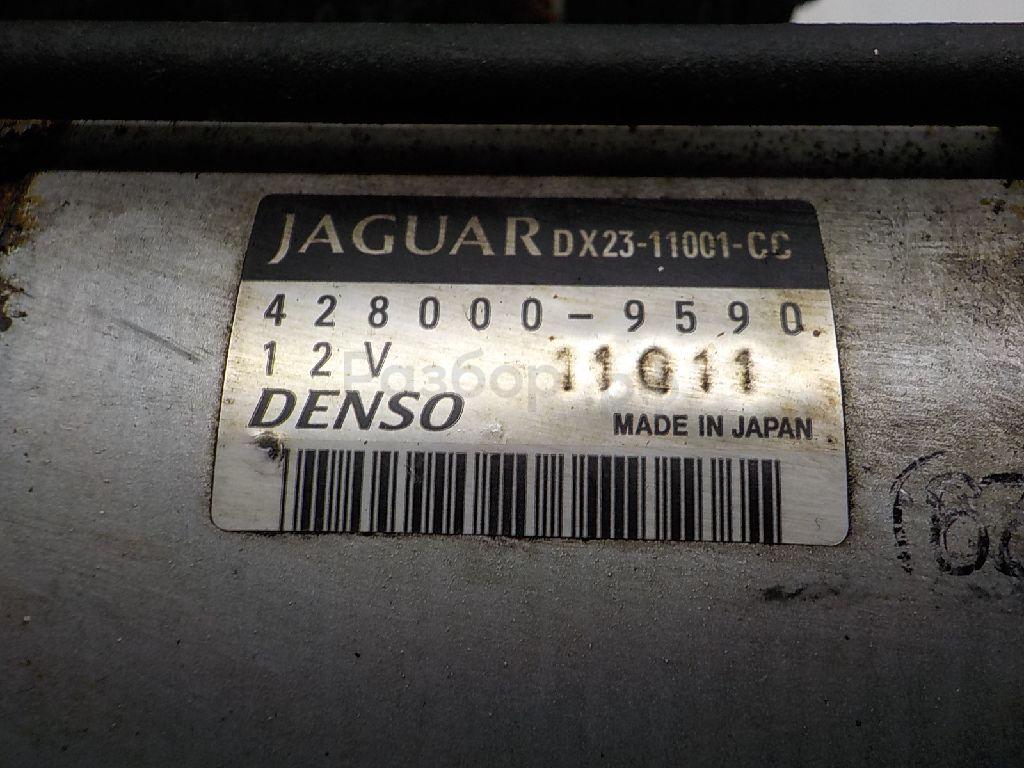 JAGUAR DX23-11001-CC
428000-9590
12V 11G11
DENSO MADE IN JAPAN